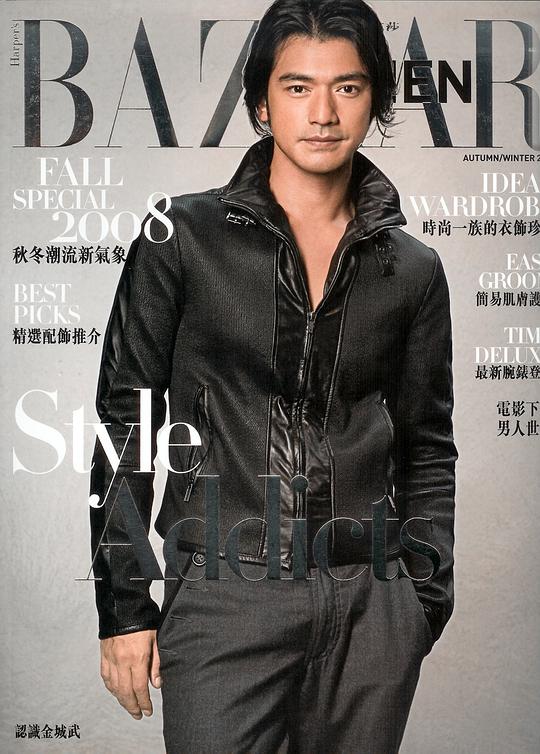 Harper's
BAZAAR
莎
MEN
AUTUMN/WINTER 2
FALL
SPECIAL
2008
秋冬潮流新氣象
BEST
PICKS
精選配飾推介
IDEA
WARDROB
時尚一族的衣飾珍
EAS
GROO
簡易肌膚護
TIM
DELUX
最新腕錶登
電影下
男人世
Style
Addicts
認識金城武